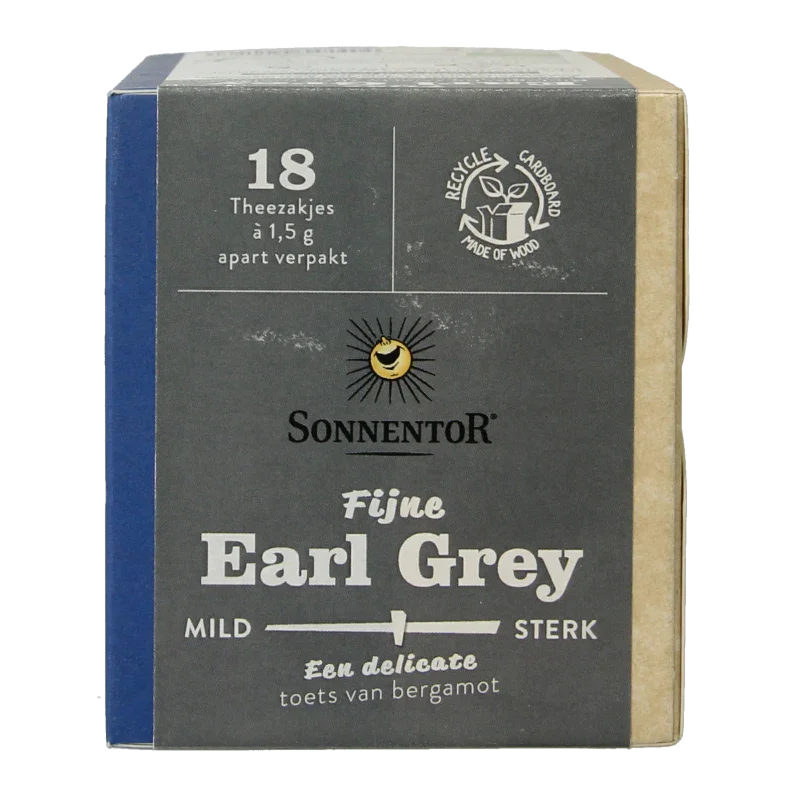 18
Theezakjes
à 1,5 g
apart verpakt
RECYCLE CARDBOARD
MADE OF WOOD
SONNENTOR®
Fijne
Earl Grey
MILD STERK
Een delicate
toets van bergamot